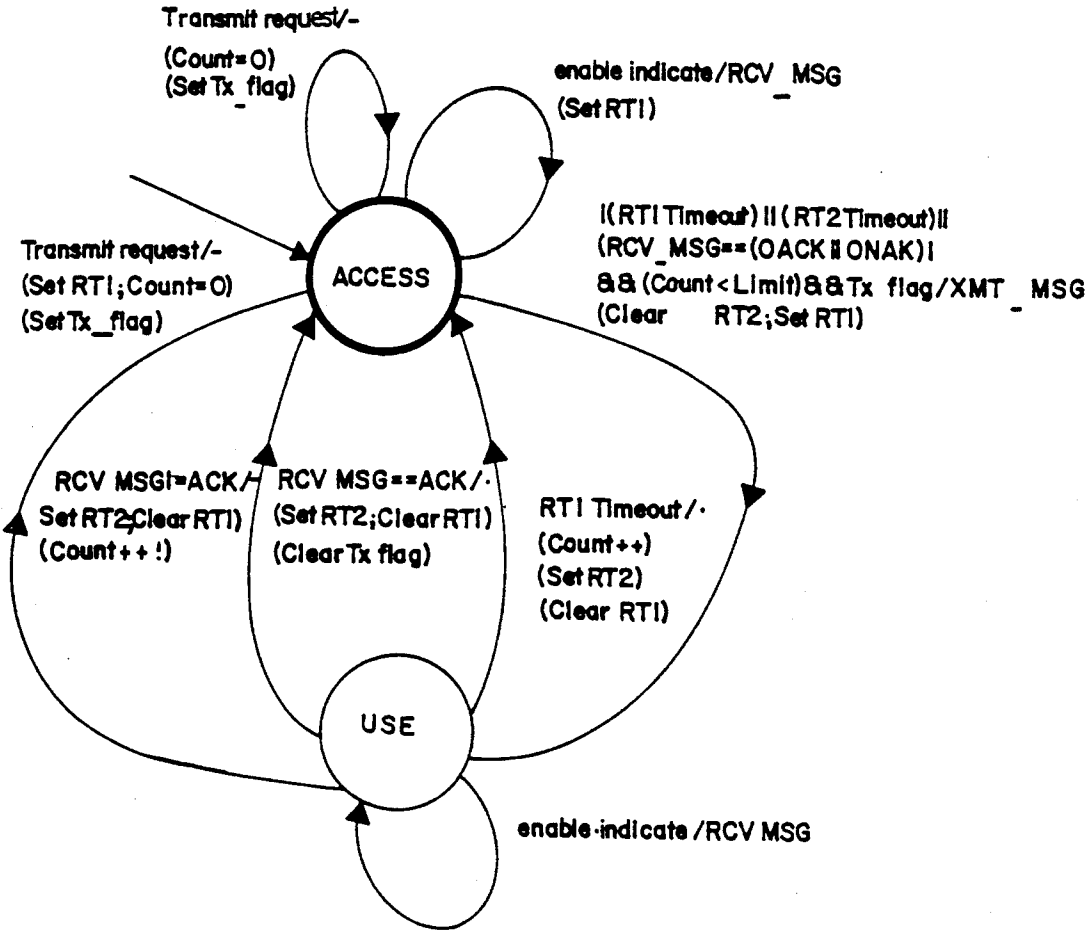 Transmit request/-
(Count=0)
(Set Tx_flag)
enable indicate/RCV_MSG
(Set RT1)
|(RT1 Timeout) || (RT2 Timeout)||
(RCV_MSG==(OACK || ONAK)|
&& (Count<Limit)&&Tx flag/XMT_MSG
(Clear RT2;Set RT1)
Transmit request/-
(Set RT1;Count=0)
(Set Tx_flag)
ACCESS
RCV MSG!=ACK/-
Set RT2;Clear RT1)
(Count++!)
RCV MSG==ACK/·
(Set RT2;Clear RT1)
(Clear Tx flag)
RT1 Timeout/·
(Count++)
(Set RT2)
(Clear RT1)
USE
enable·indicate/RCV MSG